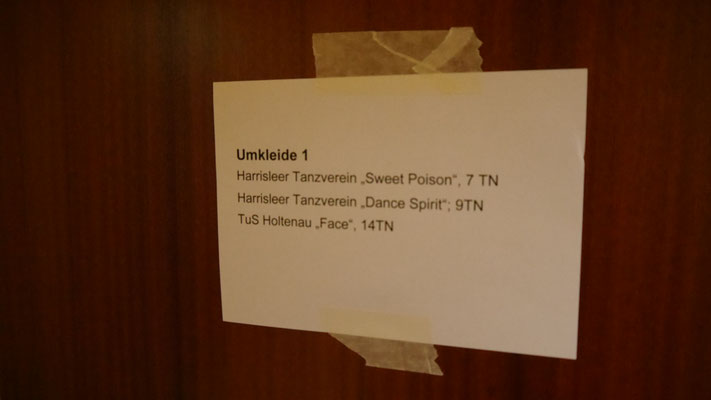 Umkleide 1
Harrisleer Tanzverein „Sweet Poison“, 7 TN
Harrisleer Tanzverein „Dance Spirit“; 9TN
TuS Holtenau „Face“, 14TN